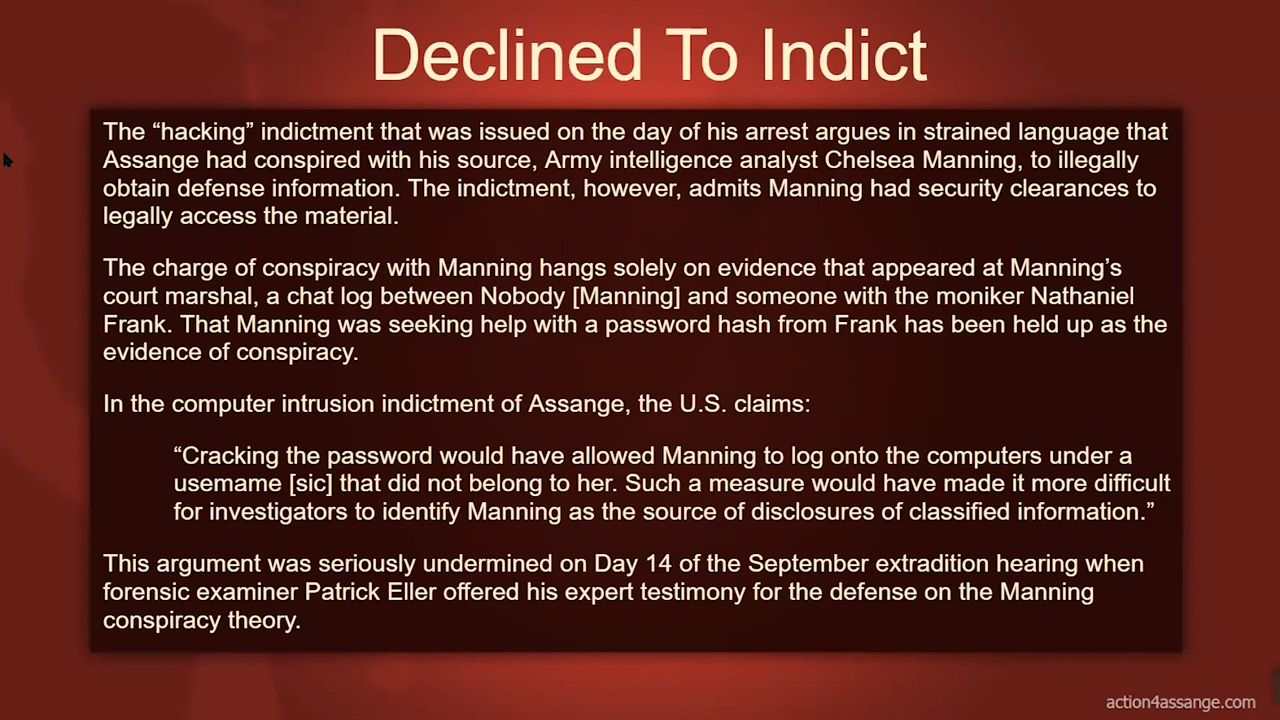 Declined To Indict
The “hacking” indictment that was issued on the day of his arrest argues in strained language that
Assange had conspired with his source, Army intelligence analyst Chelsea Manning, to illegally
obtain defense information. The indictment, however, admits Manning had security clearances to
legally access the material.
The charge of conspiracy with Manning hangs solely on evidence that appeared at Manning’s
court marshal, a chat log between Nobody [Manning] and someone with the moniker Nathaniel
Frank. That Manning was seeking help with a password hash from Frank has been held up as the
evidence of conspiracy.
In the computer intrusion indictment of Assange, the U.S. claims:
“Cracking the password would have allowed Manning to log onto the computers under a
usemame [sic] that did not belong to her. Such a measure would have made it more difficult
for investigators to identify Manning as the source of disclosures of classified information.”
This argument was seriously undermined on Day 14 of the September extradition hearing when
forensic examiner Patrick Eller offered his expert testimony for the defense on the Manning
conspiracy theory.
action4assange.com